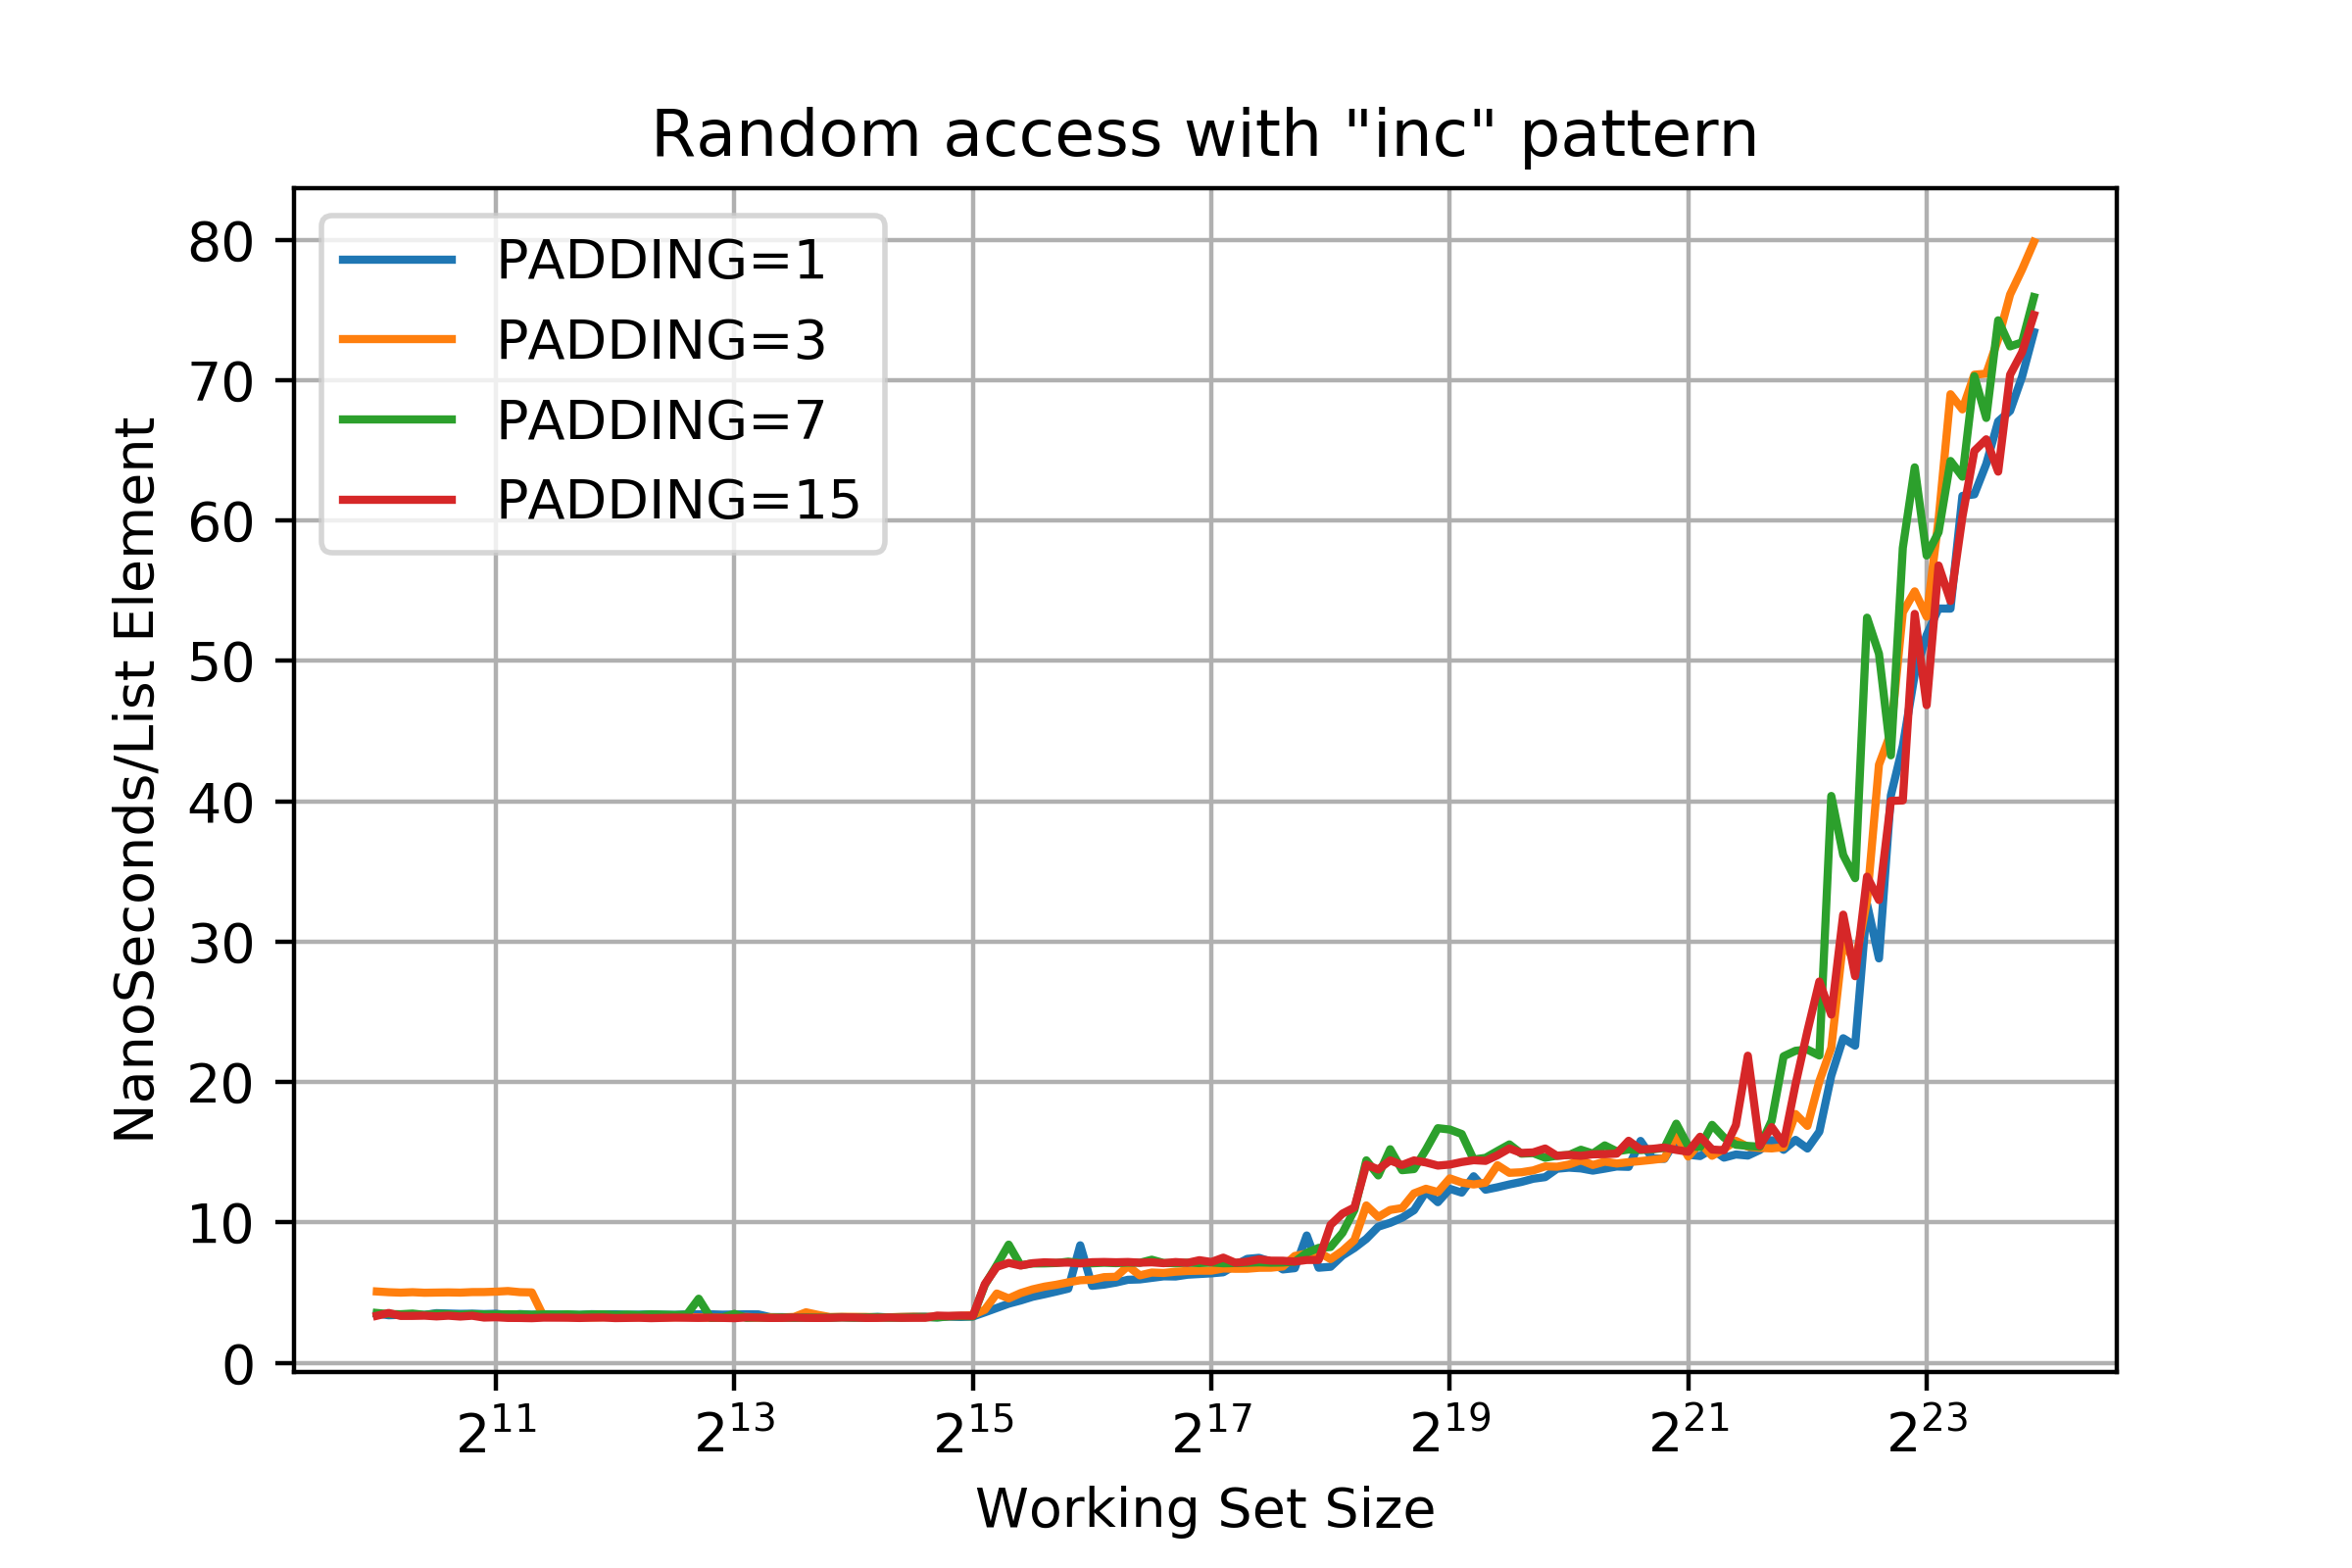 Random access with "inc" pattern
PADDING=1
PADDING=3
PADDING=7
PADDING=15
NanoSeconds/List Element
80
70
60
50
40
30
20
10
0
2^11 2^13 2^15 2^17 2^19 2^21 2^23
Working Set Size